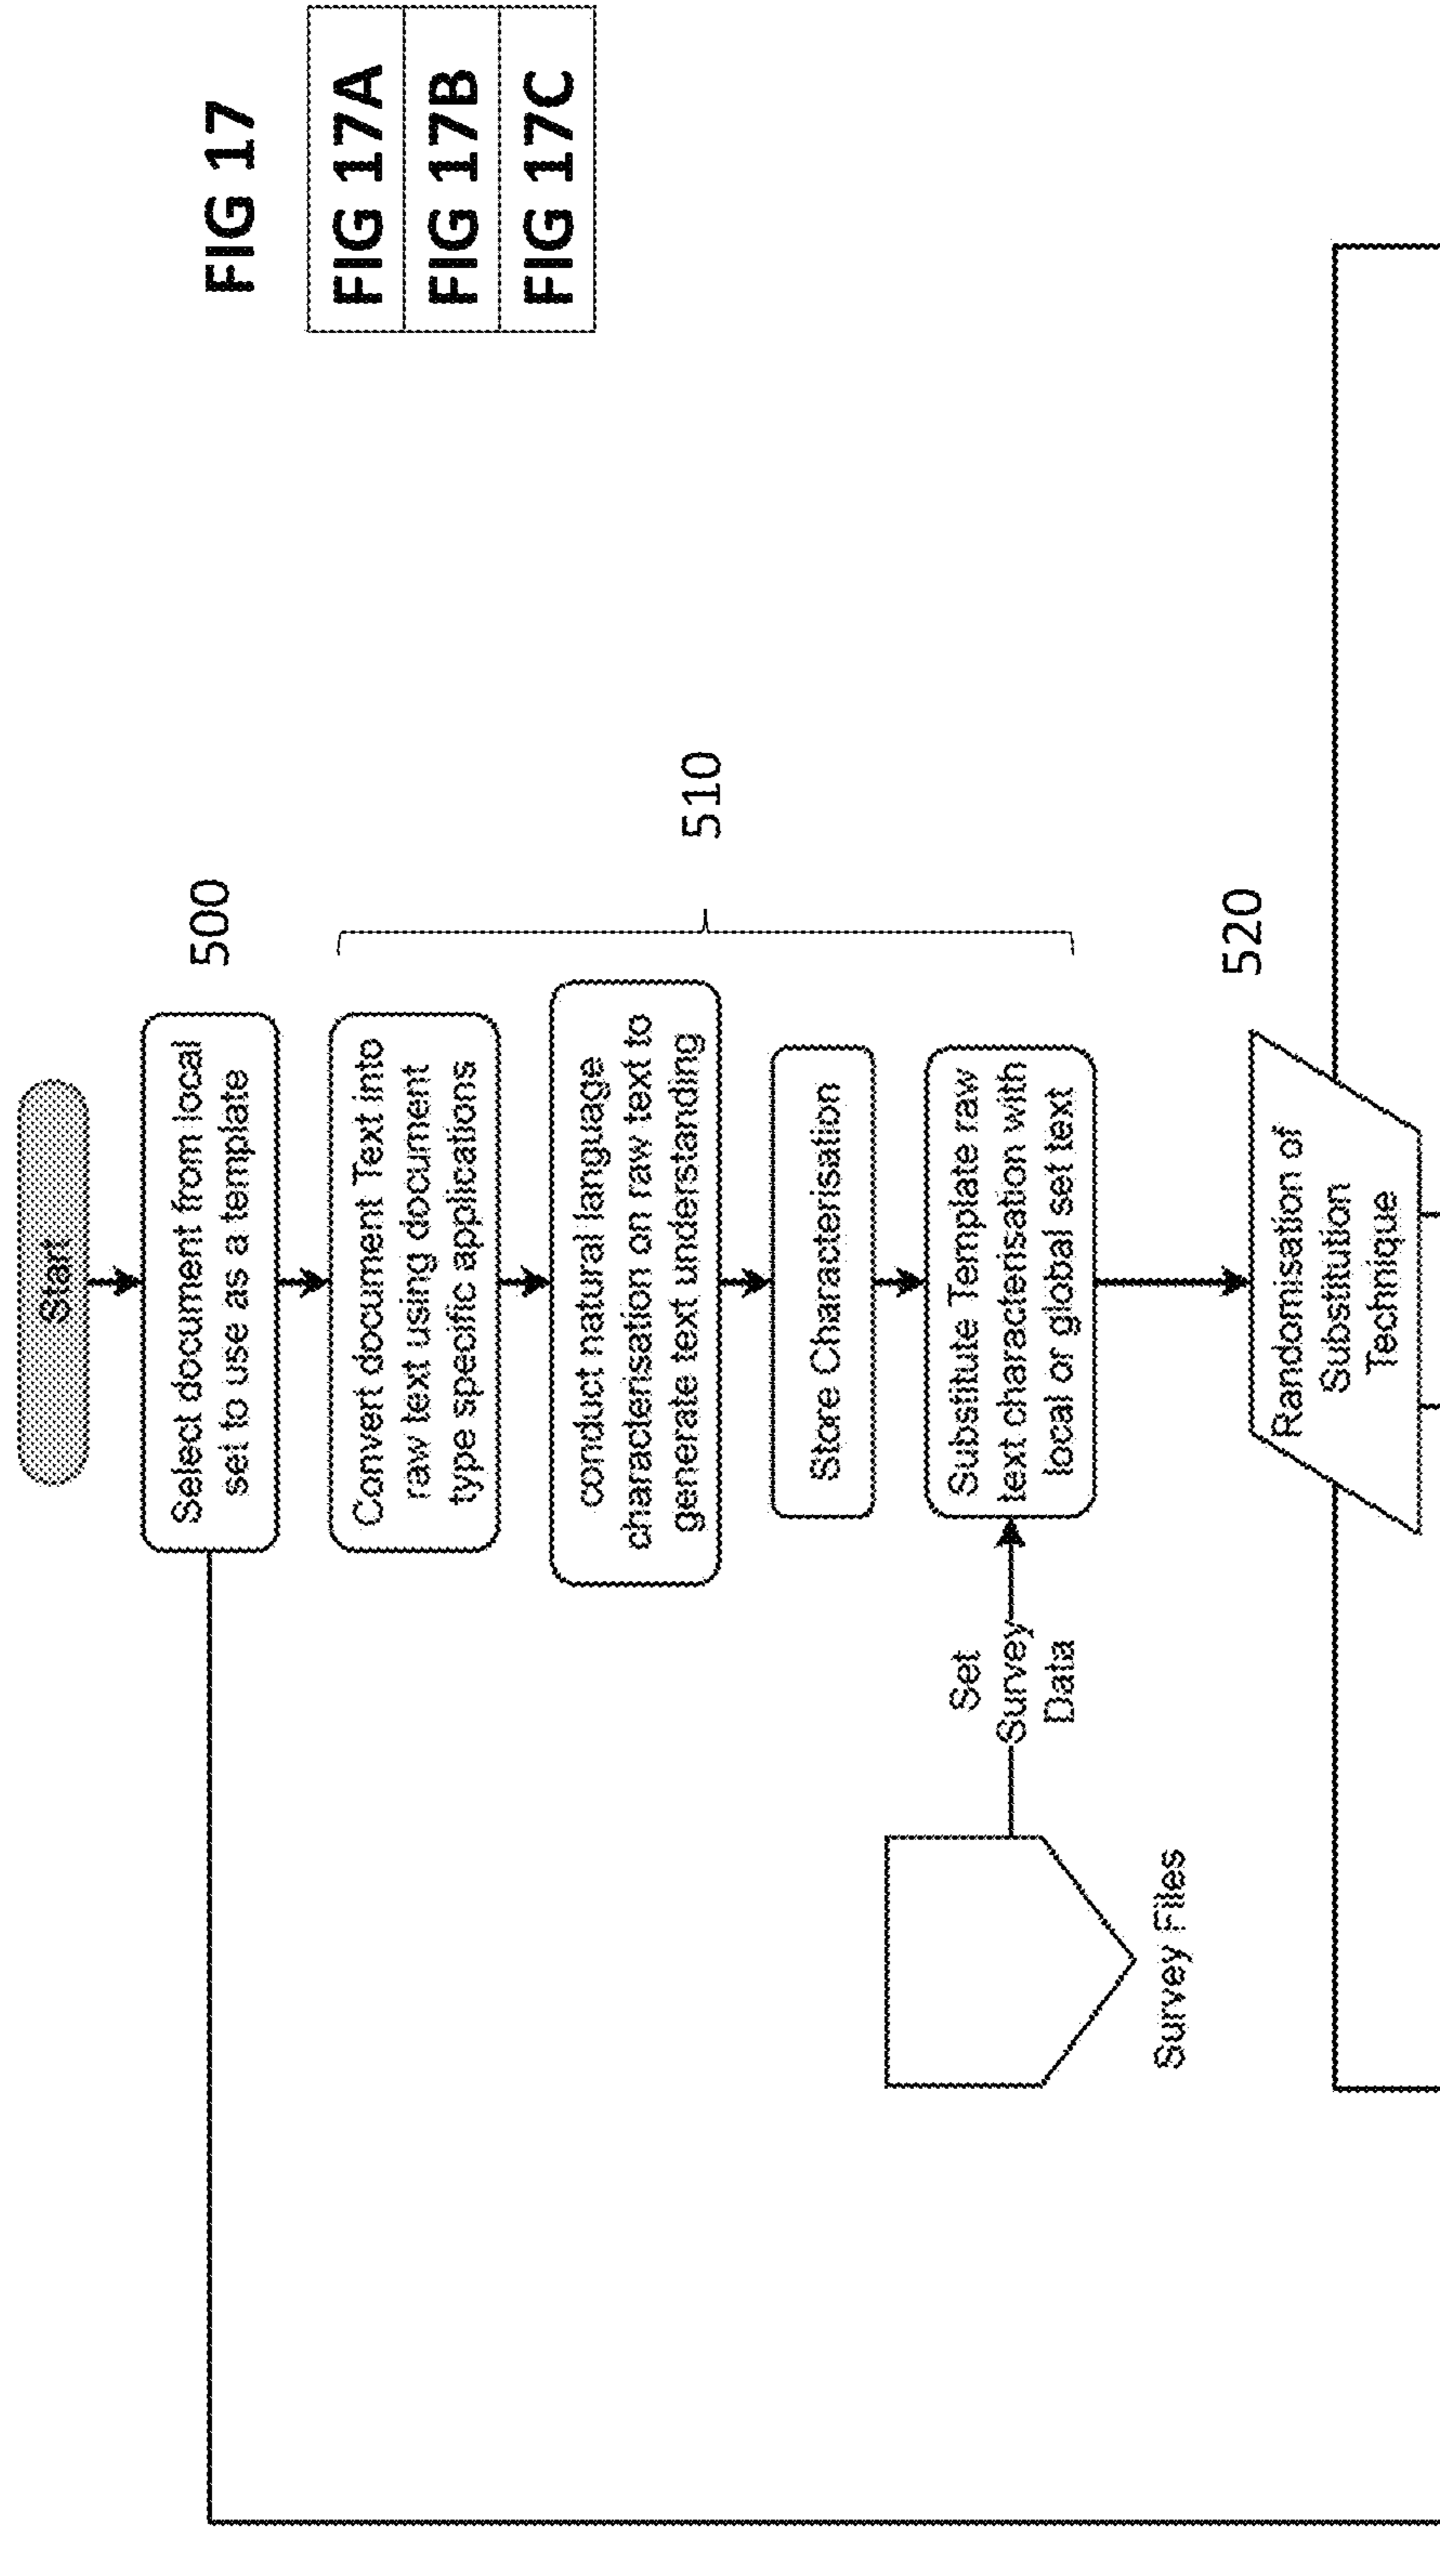 FIG 17
FIG 17A
FIG 17B
FIG 17C
Start
Select document from local
set to use as a template
500
Convert document Text into
raw text using document
type specific applications
conduct natural language
characterisation on raw text to
generate text understanding
510
Store Characterisation
Substitute Template raw
text characterisation with
local or global set text
Set
Survey
Data
Survey Files
520
Randomisation of
Substitution
Technique